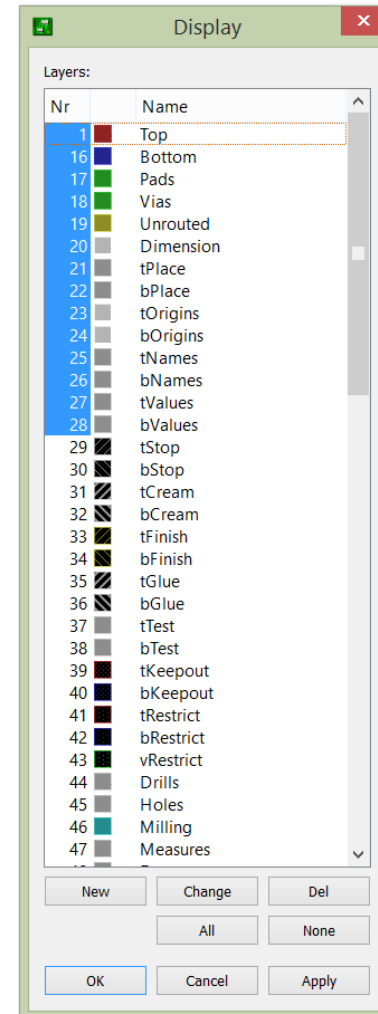 Display
Layers:
Nr Name
1 Top
16 Bottom
17 Pads
18 Vias
19 Unrouted
20 Dimension
21 tPlace
22 bPlace
23 tOrigins
24 bOrigins
25 tNames
26 bNames
27 tValues
28 bValues
29 tStop
30 bStop
31 tCream
32 bCream
33 tFinish
34 bFinish
35 tGlue
36 bGlue
37 tTest
38 bTest
39 tKeepout
40 bKeepout
41 tRestrict
42 bRestrict
43 vRestrict
44 Drills
45 Holes
46 Milling
47 Measures
New Change Del
All None
OK Cancel Apply